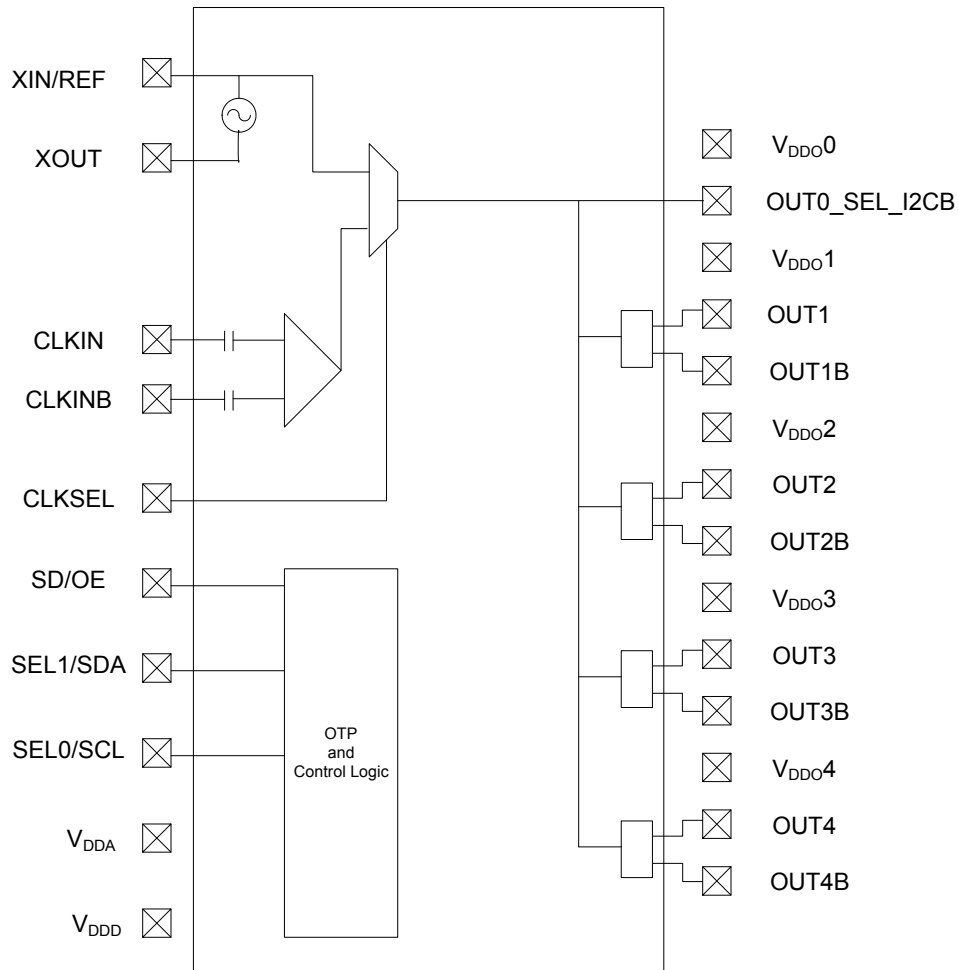 XIN/REF
XOUT
CLKIN
CLKINB
CLKSEL
SD/OE
SEL1/SDA
SEL0/SCL
VDDA
VDDD
OTP
and
Control Logic
VDDO0
OUT0_SEL_I2CB
VDDO1
OUT1
OUT1B
VDDO2
OUT2
OUT2B
VDDO3
OUT3
OUT3B
VDDO4
OUT4
OUT4B